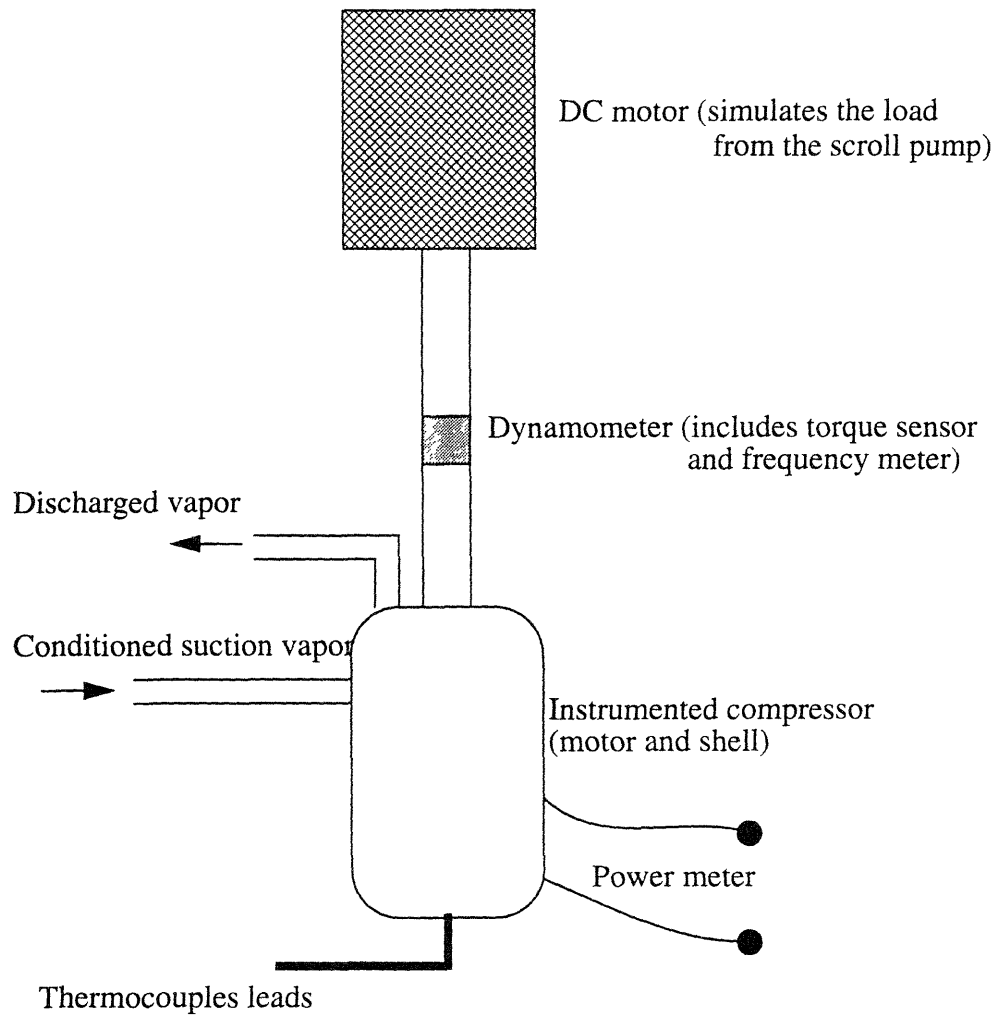 DC motor (simulates the load
from the scroll pump)
Dynamometer (includes torque sensor
and frequency meter)
Discharged vapor
Conditioned suction vapor
Instrumented compressor
(motor and shell)
Power meter
Thermocouples leads